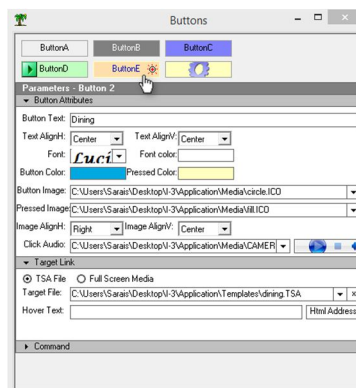 Buttons
ButtonA ButtonB ButtonC
ButtonD ButtonE
Parameters - Button 2
Button Attributes
Button Text: Dining
Text AlignH: Center Text AlignV: Center
Font: Luci Font color:
Button Color: Pressed Color:
Button Image: C:\Users\Sarais\Desktop\I-3\Application\Media\circle.ICO
Pressed Image: C:\Users\Sarais\Desktop\I-3\Application\Media\fill.ICO
Image AlignH: Right Image AlignV: Center
Click Audio: C:\Users\Sarais\Desktop\I-3\Application\Media\CAMER
Target Link
TSA File Full Screen Media
Target File: C:\Users\Sarais\Desktop\I-3\Application\Templates\dining.TSA
Hover Text: Html Address
Command